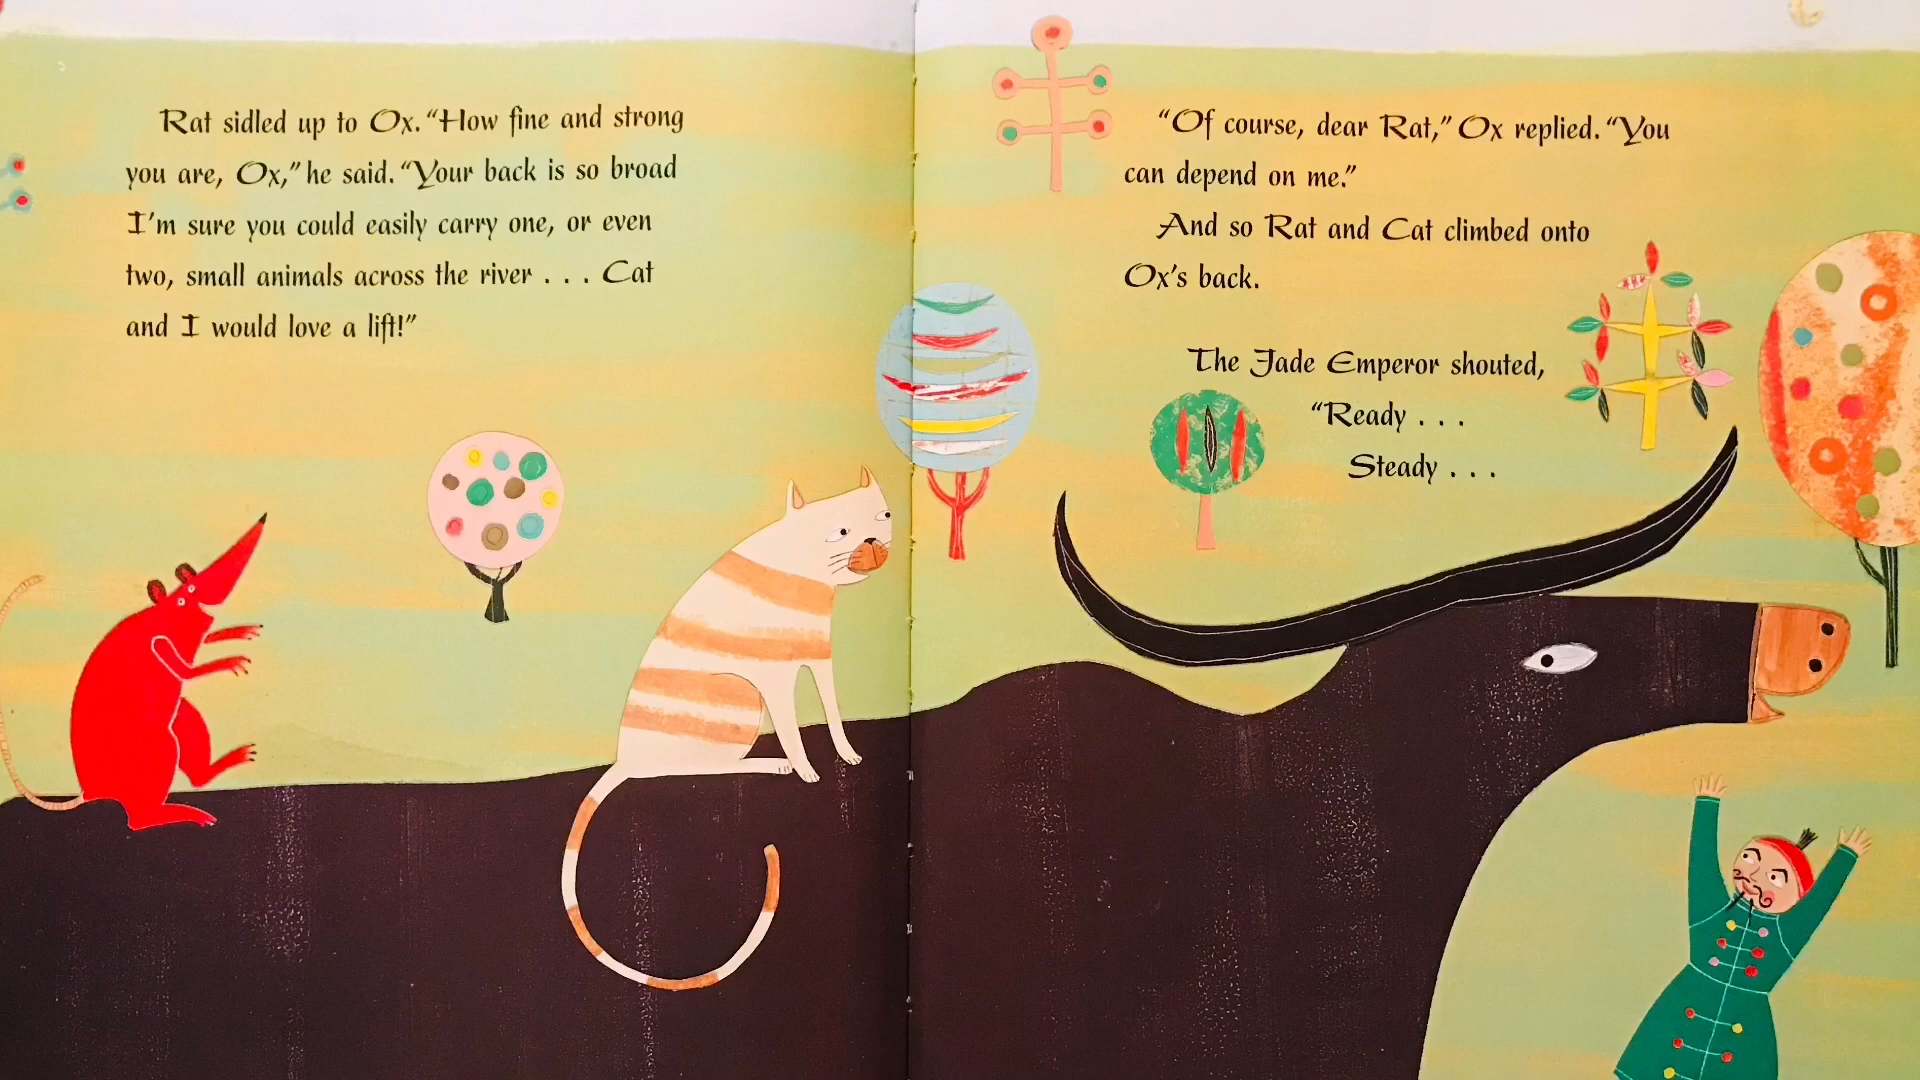 Rat sidled up to Ox. “How fine and strong
you are, Ox,” he said. “Your back is so broad
I’m sure you could easily carry one, or even
two, small animals across the river . . . Cat
and I would love a lift!”
“Of course, dear Rat,” Ox replied. “You
can depend on me.”
And so Rat and Cat climbed onto
Ox’s back.
The Jade Emperor shouted,
“Ready . . .
Steady . . .